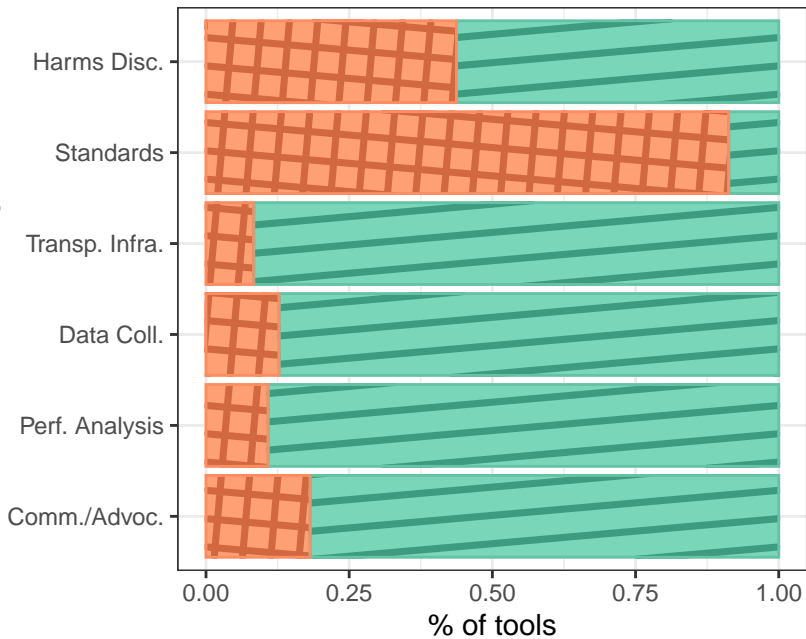 Harms Disc.
Standards
Transp. Infra.
Data Coll.
Perf. Analysis
Comm./Advoc.
0.00 0.25 0.50 0.75 1.00
% of tools